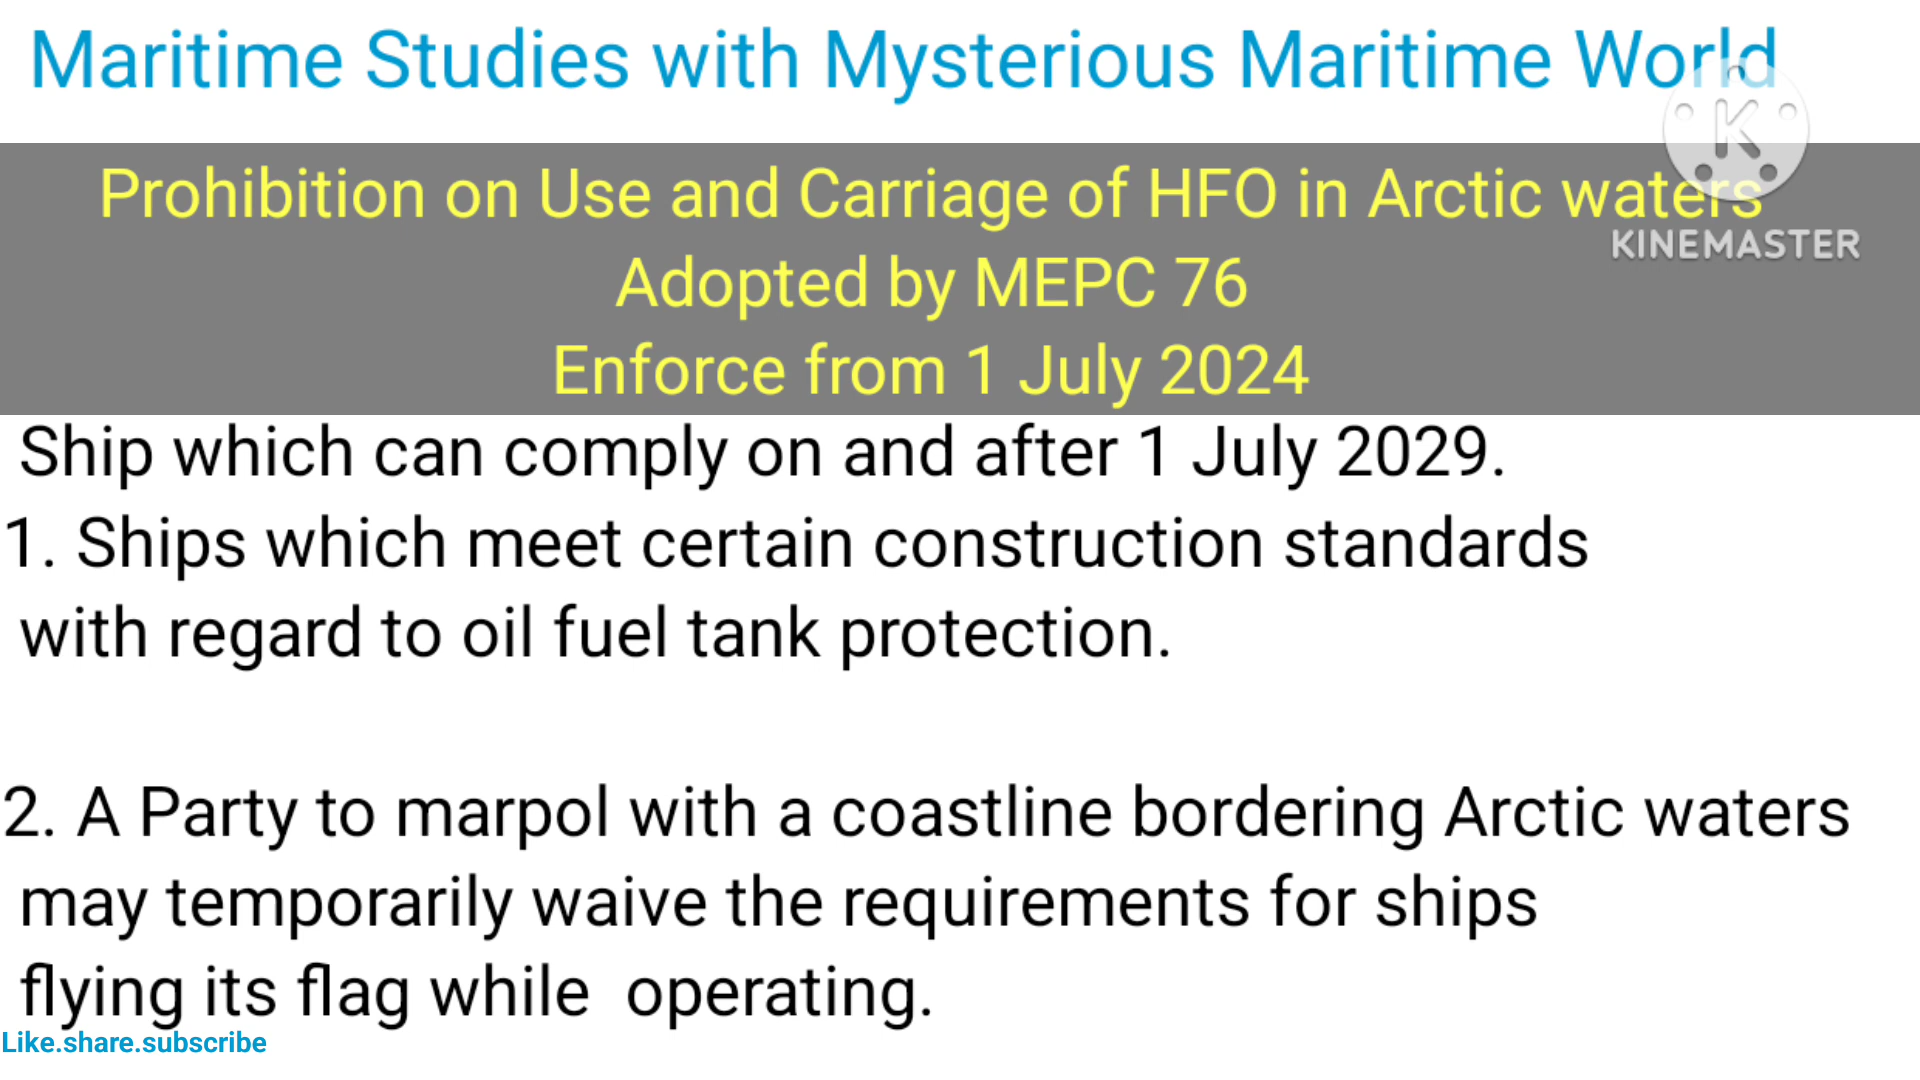 Maritime Studies with Mysterious Maritime World
K
Prohibition on Use and Carriage of HFO in Arctic waters
KINEMASTER
Adopted by MEPC 76
Enforce from 1 July 2024
Ship which can comply on and after 1 July 2029.
1. Ships which meet certain construction standards
with regard to oil fuel tank protection.
2. A Party to marpol with a coastline bordering Arctic waters
may temporarily waive the requirements for ships
flying its flag while operating.
Like.share.subscribe